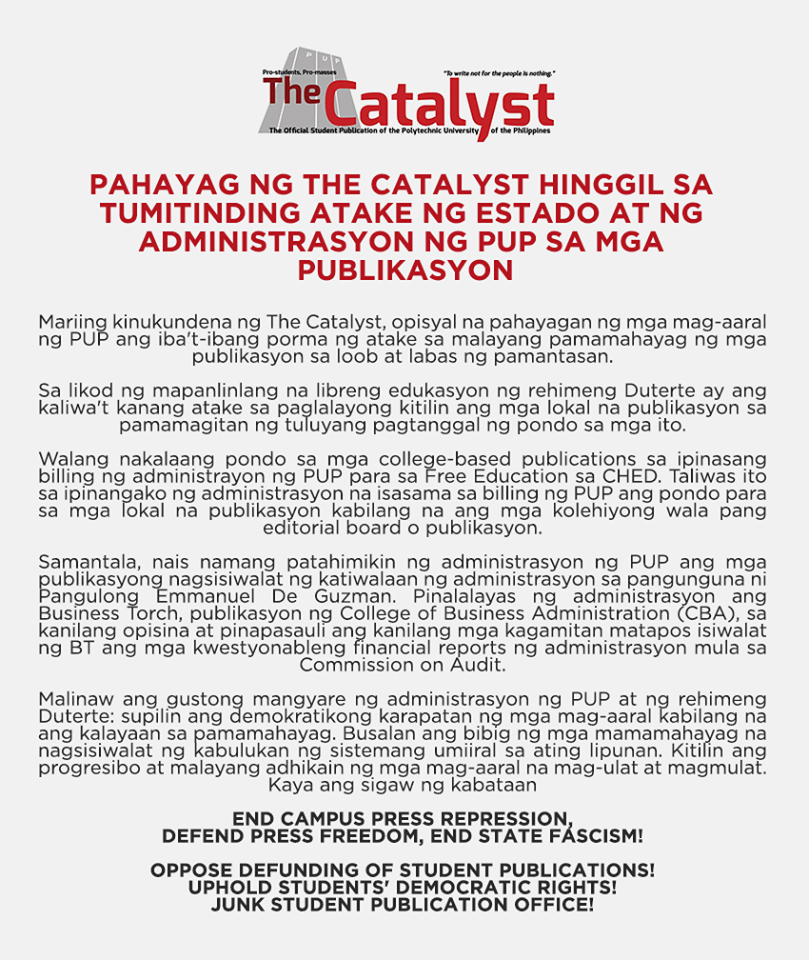 PUP
Pro-students, Pro-masses
"To write not for the people is nothing."
The Catalyst
The Official Student Publication of the Polytechnic University of the Philippines
PAHAYAG NG THE CATALYST HINGGIL SA
TUMITINDING ATAKE NG ESTADO AT NG
ADMINISTRASYON NG PUP SA MGA
PUBLIKASYON
Mariing kinukundena ng The Catalyst, opisyal na pahayagan ng mga mag-aaral
ng PUP ang iba't-ibang porma ng atake sa malayang pamamahayag ng mga
publikasyon sa loob at labas ng pamantasan.
Sa likod ng mapanlinlang na libreng edukasyon ng rehimeng Duterte ay ang
kaliwa't kanang atake sa paglalayong kitilin ang mga lokal na publikasyon sa
pamamagitan ng tuluyang pagtanggal ng pondo sa mga ito.
Walang nakalaang pondo sa mga college-based publications sa ipinasang
billing ng administrayon ng PUP para sa Free Education sa CHED. Taliwas ito
sa ipinangako ng administrasyon na isasama sa billing ng PUP ang pondo para
sa mga lokal na publikasyon kabilang na ang mga kolehiyong wala pang
editorial board o publikasyon.
Samantala, nais namang patahimikin ng administrasyon ng PUP ang mga
publikasyong nagsisiwalat ng katiwalaan ng administrasyon sa pangunguna ni
Pangulong Emmanuel De Guzman. Pinalalayas ng administrasyon ang
Business Torch, publikasyon ng College of Business Administration (CBA), sa
kanilang opisina at pinapasauli ang kanilang mga kagamitan matapos isiwalat
ng BT ang mga kwestyonableng financial reports ng administrasyon mula sa
Commission on Audit.
Malinaw ang gustong mangyare ng administrasyon ng PUP at ng rehimeng
Duterte: supilin ang demokratikong karapatan ng mga mag-aaral kabilang na
ang kalayaan sa pamamahayag. Busalan ang bibig ng mga mamamahayag na
nagsisiwalat ng kabulukan ng sistemang umiiral sa ating lipunan. Kitilin ang
progresibo at malayang adhikain ng mga mag-aaral na mag-ulat at magmulat.
Kaya ang sigaw ng kabataan
END CAMPUS PRESS REPRESSION,
DEFEND PRESS FREEDOM, END STATE FASCISM!
OPPOSE DEFUNDING OF STUDENT PUBLICATIONS!
UPHOLD STUDENTS' DEMOCRATIC RIGHTS!
JUNK STUDENT PUBLICATION OFFICE!